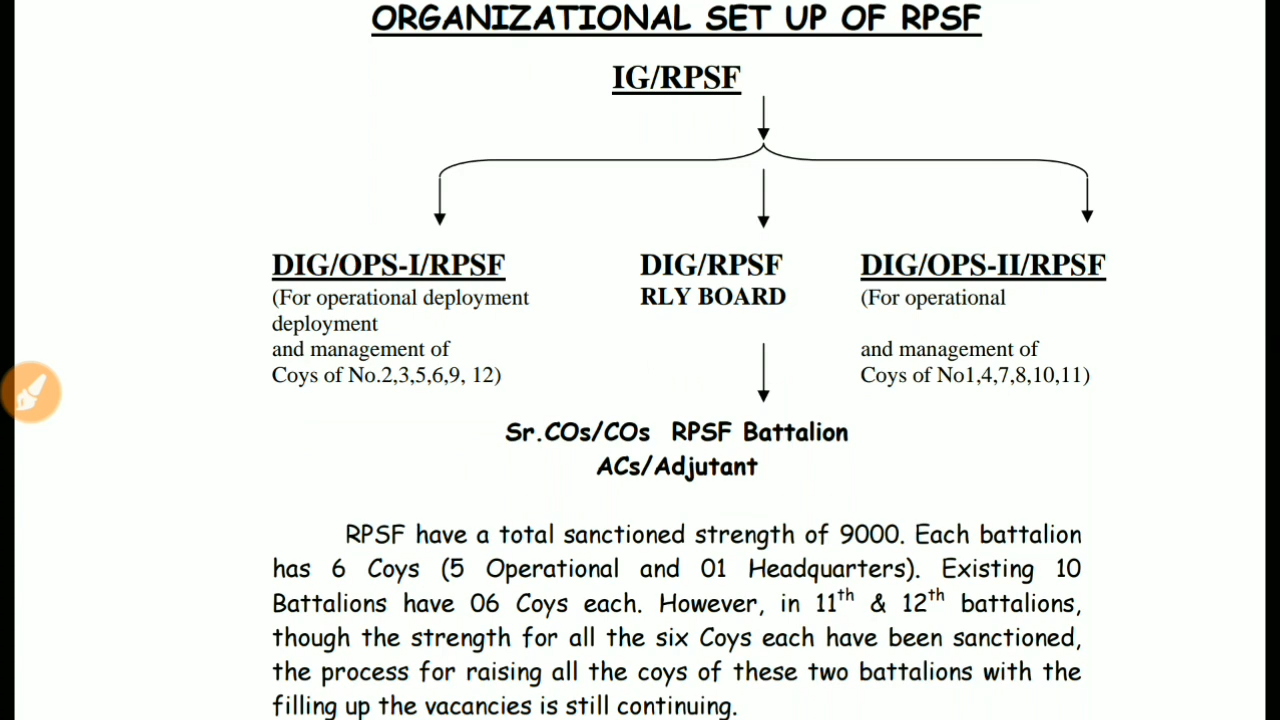 ORGANIZATIONAL SET UP OF RPSF
IG/RPSF
DIG/OPS-I/RPSF
(For operational deployment
deployment
and management of
Coys of No.2,3,5,6,9, 12)
DIG/RPSF
RLY BOARD
DIG/OPS-II/RPSF
(For operational
and management of
Coys of No1,4,7,8,10,11)
Sr.COs/COs RPSF Battalion
ACs/Adjutant
RPSF have a total sanctioned strength of 9000. Each battalion
has 6 Coys (5 Operational and 01 Headquarters). Existing 10
Battalions have 06 Coys each. However, in 11th & 12th battalions,
though the strength for all the six Coys each have been sanctioned,
the process for raising all the coys of these two battalions with the
filling up the vacancies is still continuing.